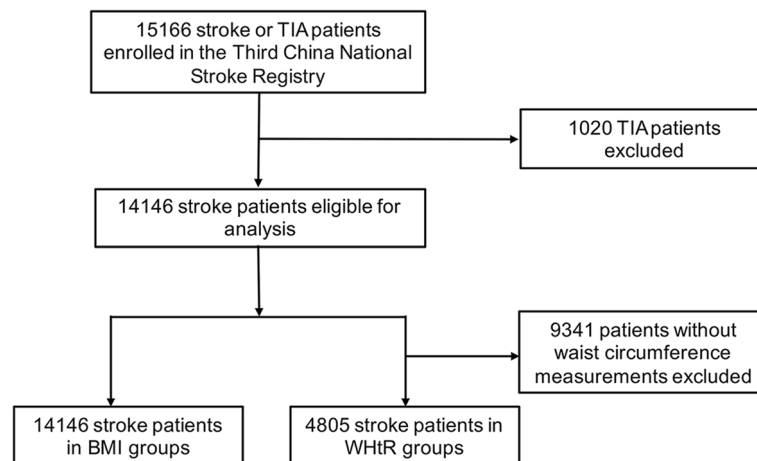 15166 stroke or TIA patients
enrolled in the Third China National
Stroke Registry
1020 TIA patients
excluded
14146 stroke patients eligible for
analysis
9341 patients without
waist circumference
measurements excluded
14146 stroke patients
in BMI groups
4805 stroke patients in
WHtR groups